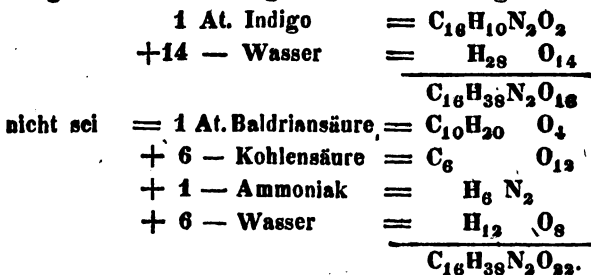 1 At. Indigo = C₁₆H₁₀N₂O₂
+14 — Wasser = H₂₈ O₁₄
C₁₆H₃₈N₂O₁₆
nicht sei = 1 At. Baldriansäure = C₁₀H₂₀ O₄
+ 6 — Kohlensäure = C₆ O₁₂
+ 1 — Ammoniak = H₆ N₂
+ 6 — Wasser = H₁₂ O₈
C₁₆H₃₈N₂O₂₂.